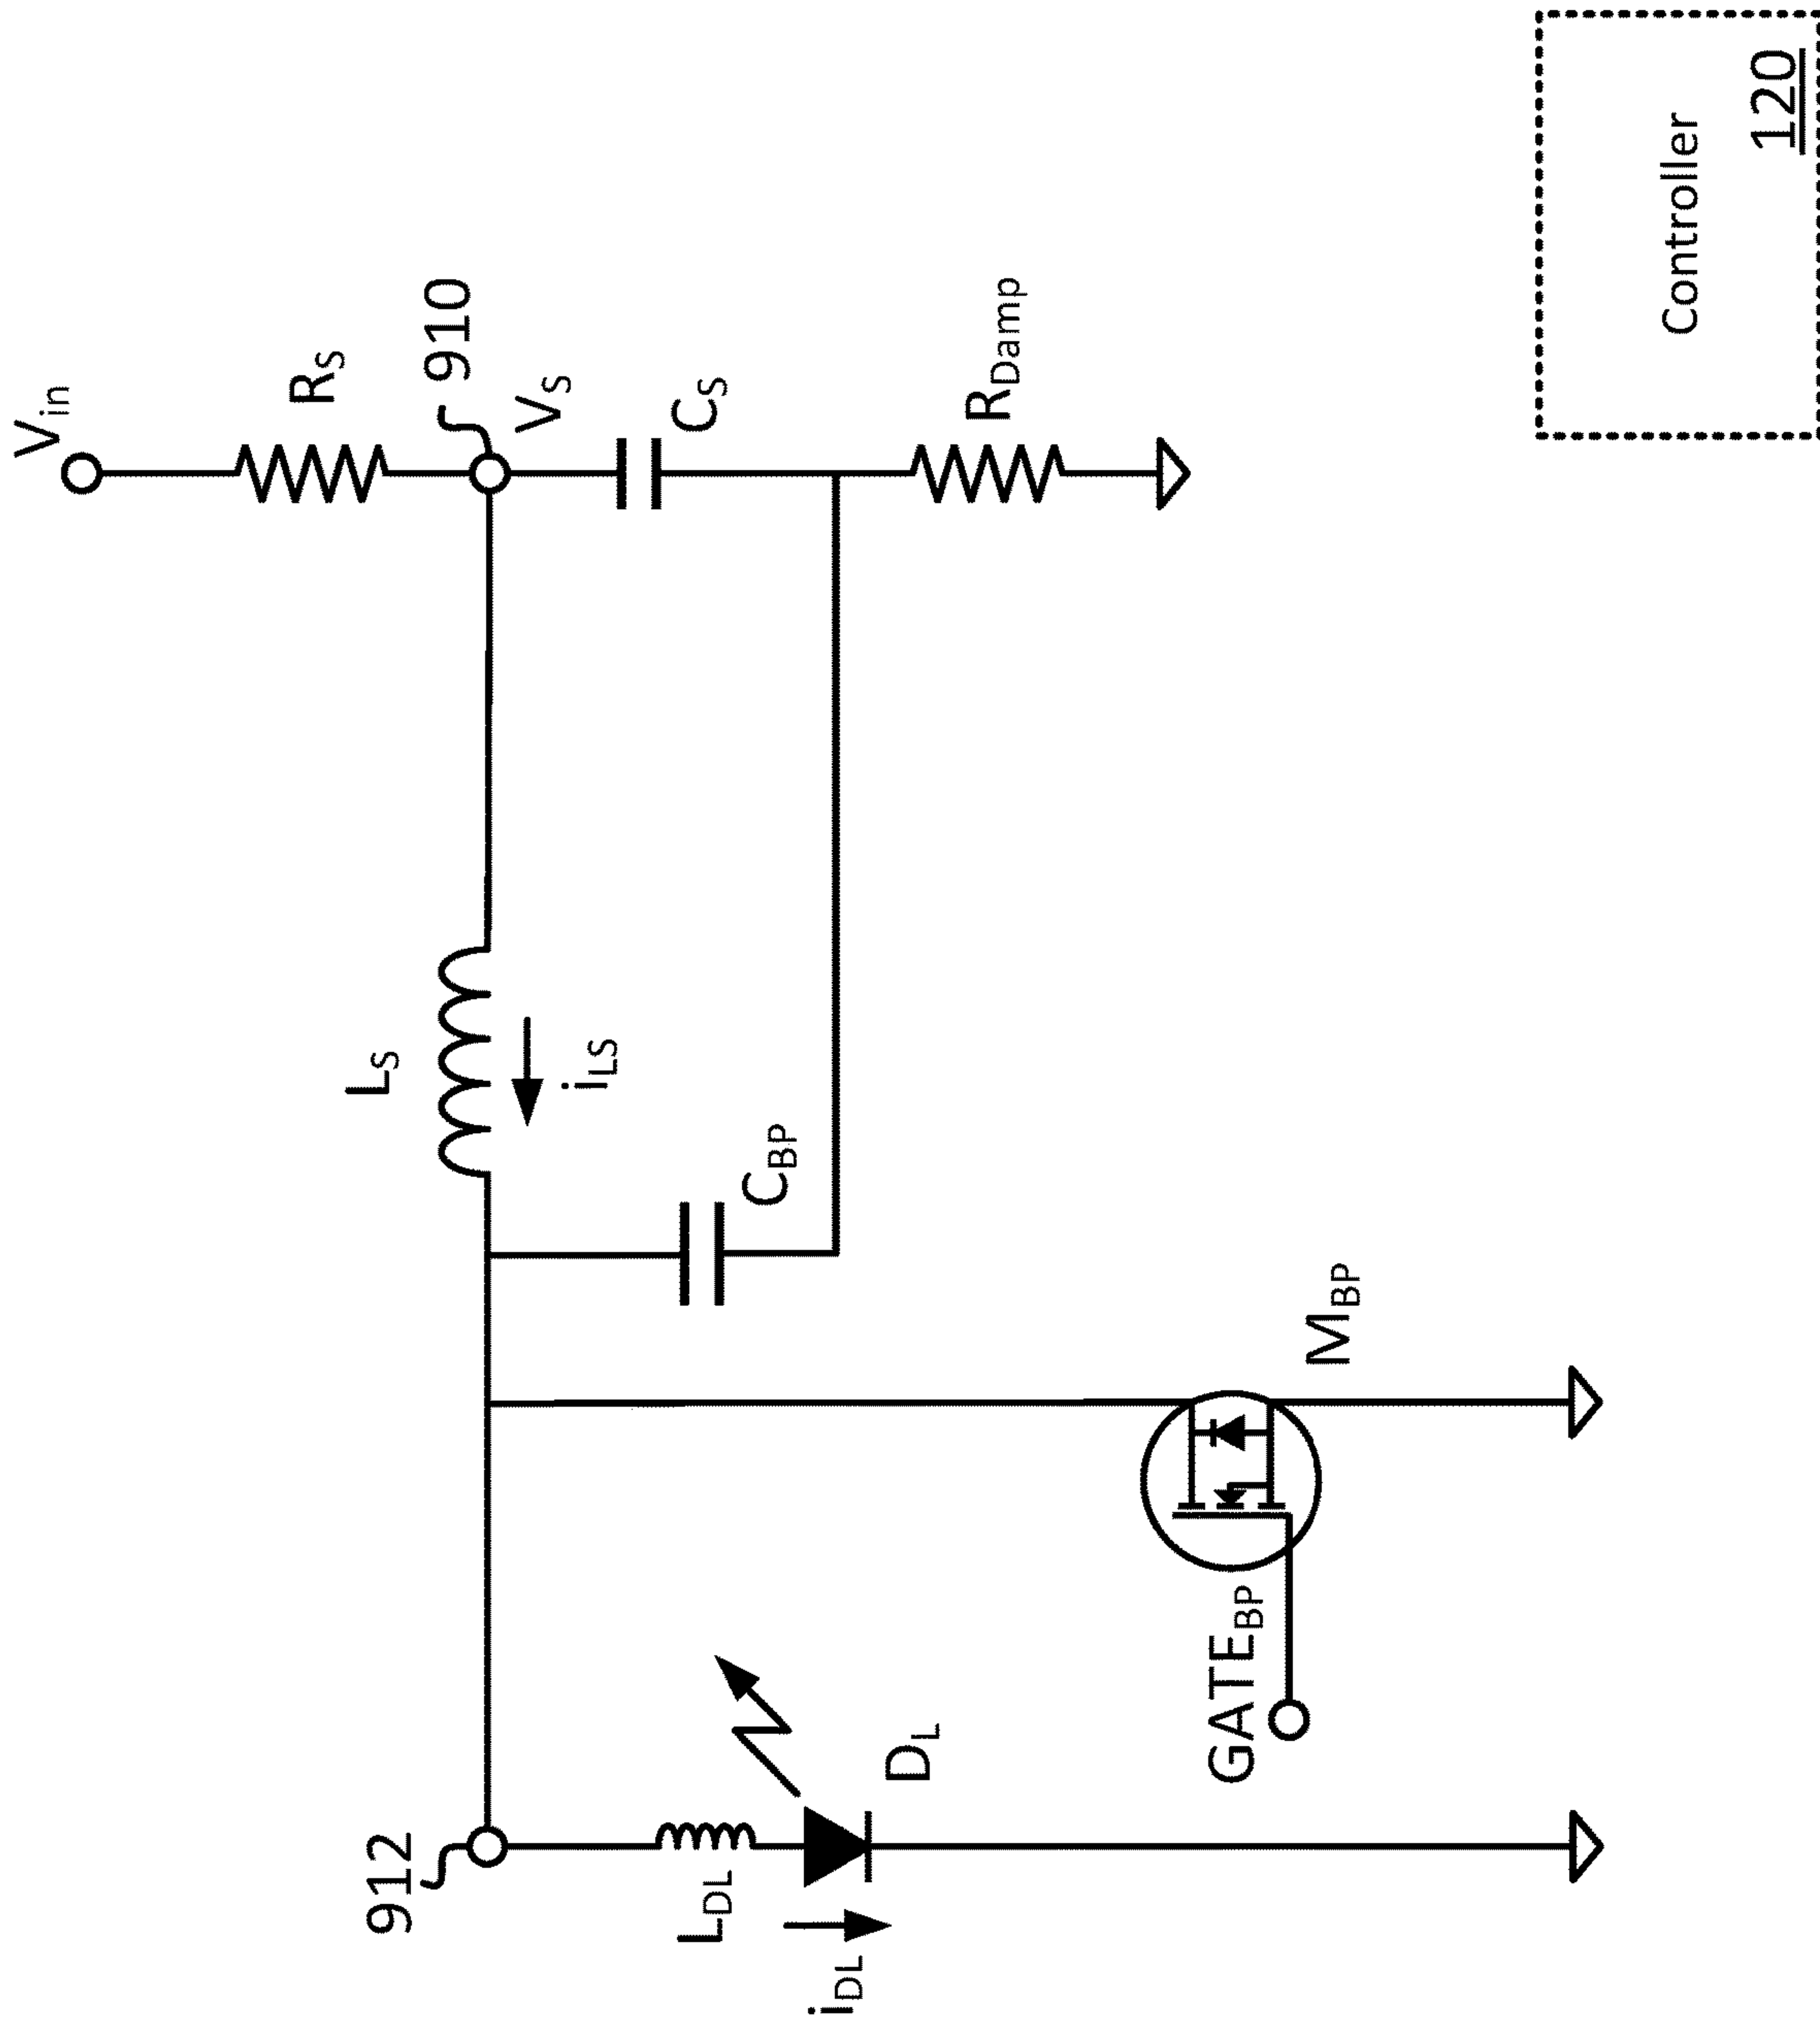 V_in
R_S
910
V_S
C_S
R_Damp
L_S
i_LS
C_BP
M_BP
GATE_BP
912
L_DL
D_L
i_DL
Controller
120